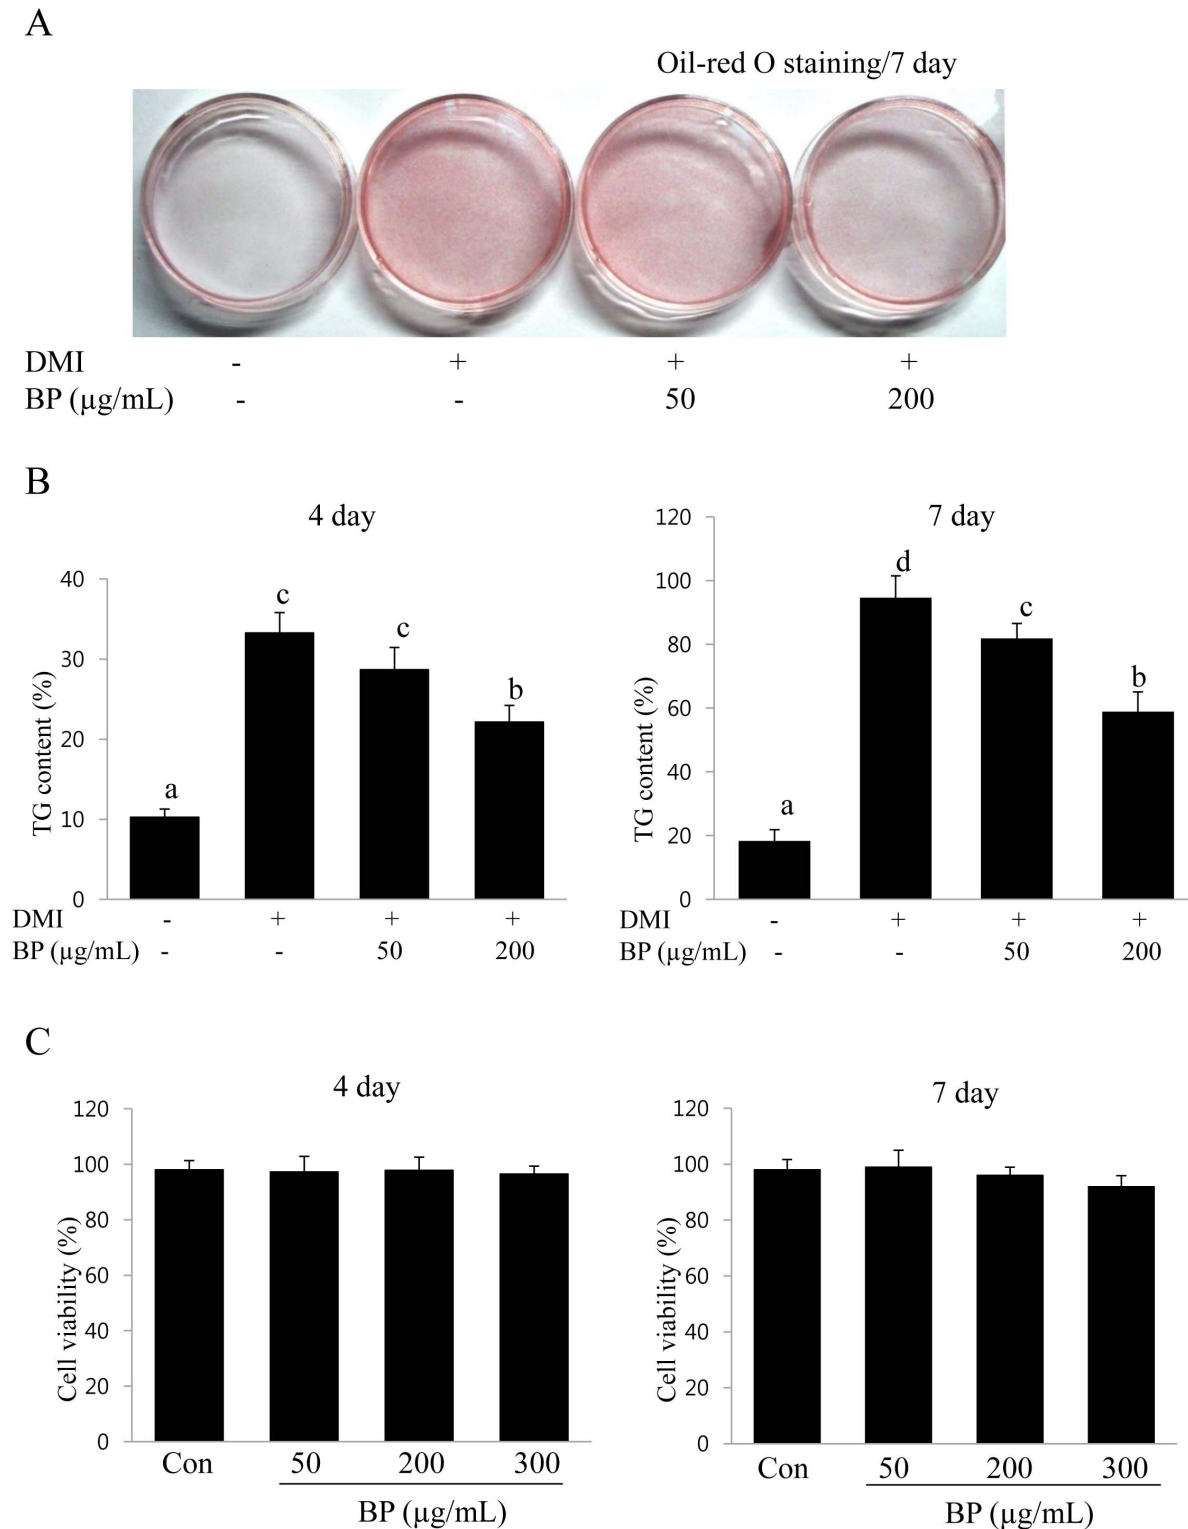 A
Oil-red O staining/7 day
DMI - + + +
BP (µg/mL) - - 50 200
B
4 day
TG content (%)
40
30
20
10
0
a c c b
DMI - + + +
BP (µg/mL) - - 50 200
7 day
TG content (%)
120
100
80
60
40
20
0
a d c b
DMI - + + +
BP (µg/mL) - - 50 200
C
4 day
Cell viability (%)
120
100
80
60
40
20
0
Con 50 200 300
BP (µg/mL)
7 day
Cell viability (%)
120
100
80
60
40
20
0
Con 50 200 300
BP (µg/mL)